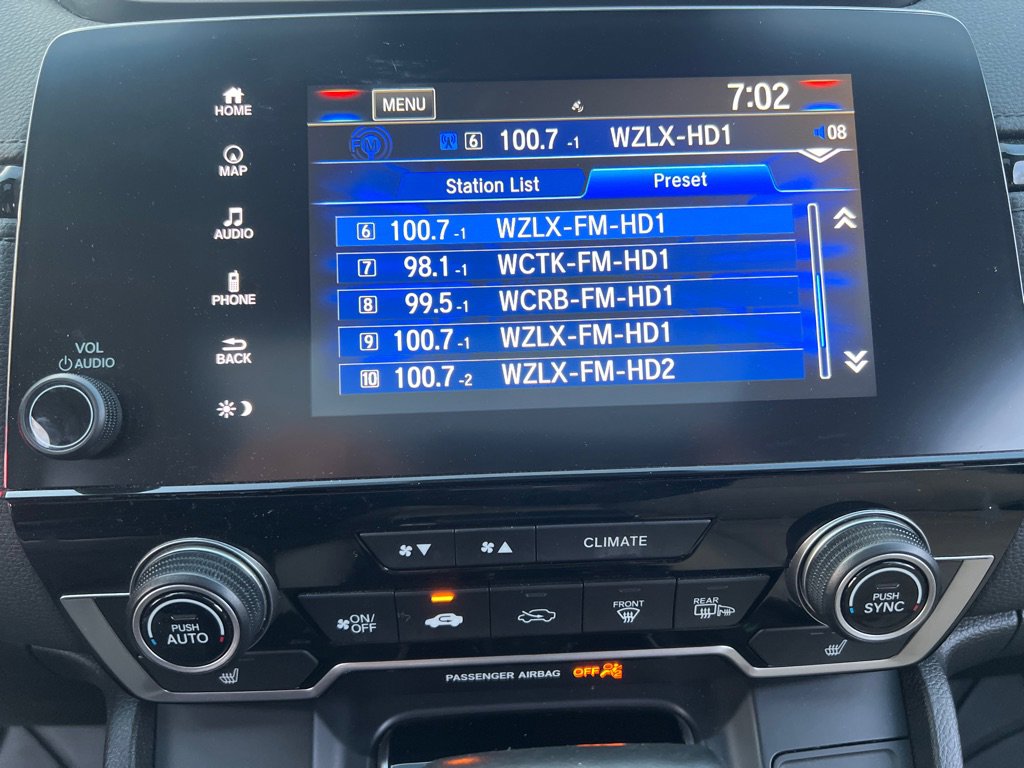 HOME
MAP
AUDIO
PHONE
BACK
VOL
AUDIO
MENU
7:02
FM 6 100.7 -1 WZLX-HD1 08
Station List Preset
6 100.7 -1 WZLX-FM-HD1
7 98.1 -1 WCTK-FM-HD1
8 99.5 -1 WCRB-FM-HD1
9 100.7 -1 WZLX-FM-HD1
10 100.7 -2 WZLX-FM-HD2
CLIMATE
PUSH
AUTO
ON/
OFF
FRONT
REAR
PUSH
SYNC
PASSENGER AIRBAG OFF